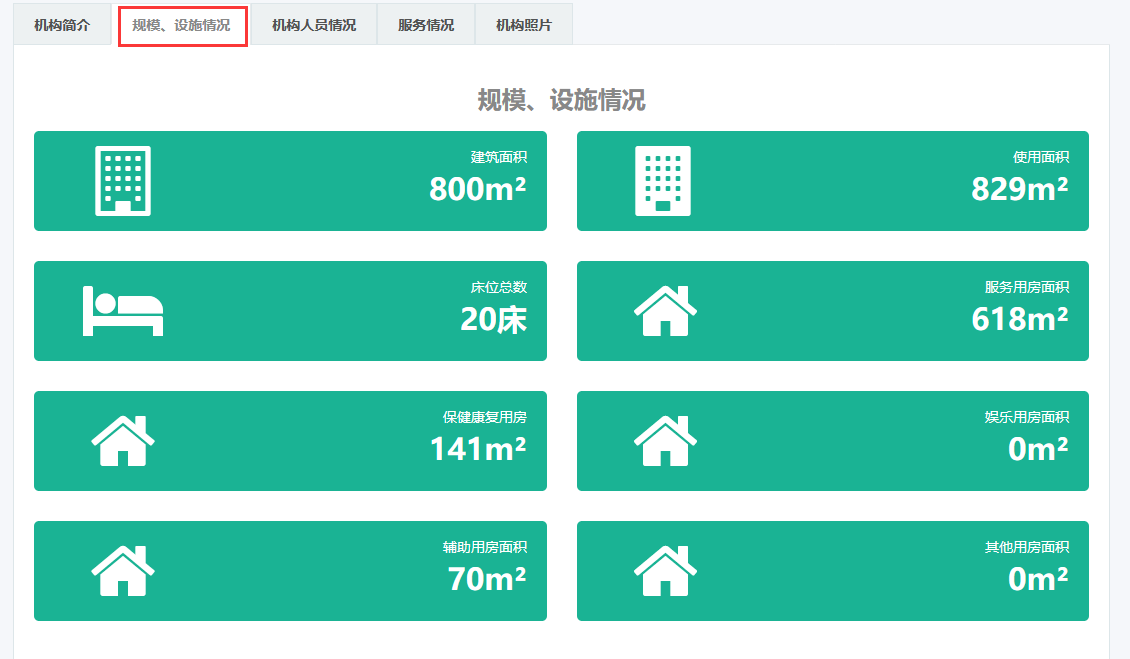 机构简介 规模、设施情况 机构人员情况 服务情况 机构照片
规模、设施情况
建筑面积
800m²
使用面积
829m²
床位总数
20床
服务用房面积
618m²
保健康复用房
141m²
娱乐用房面积
0m²
辅助用房面积
70m²
其他用房面积
0m²